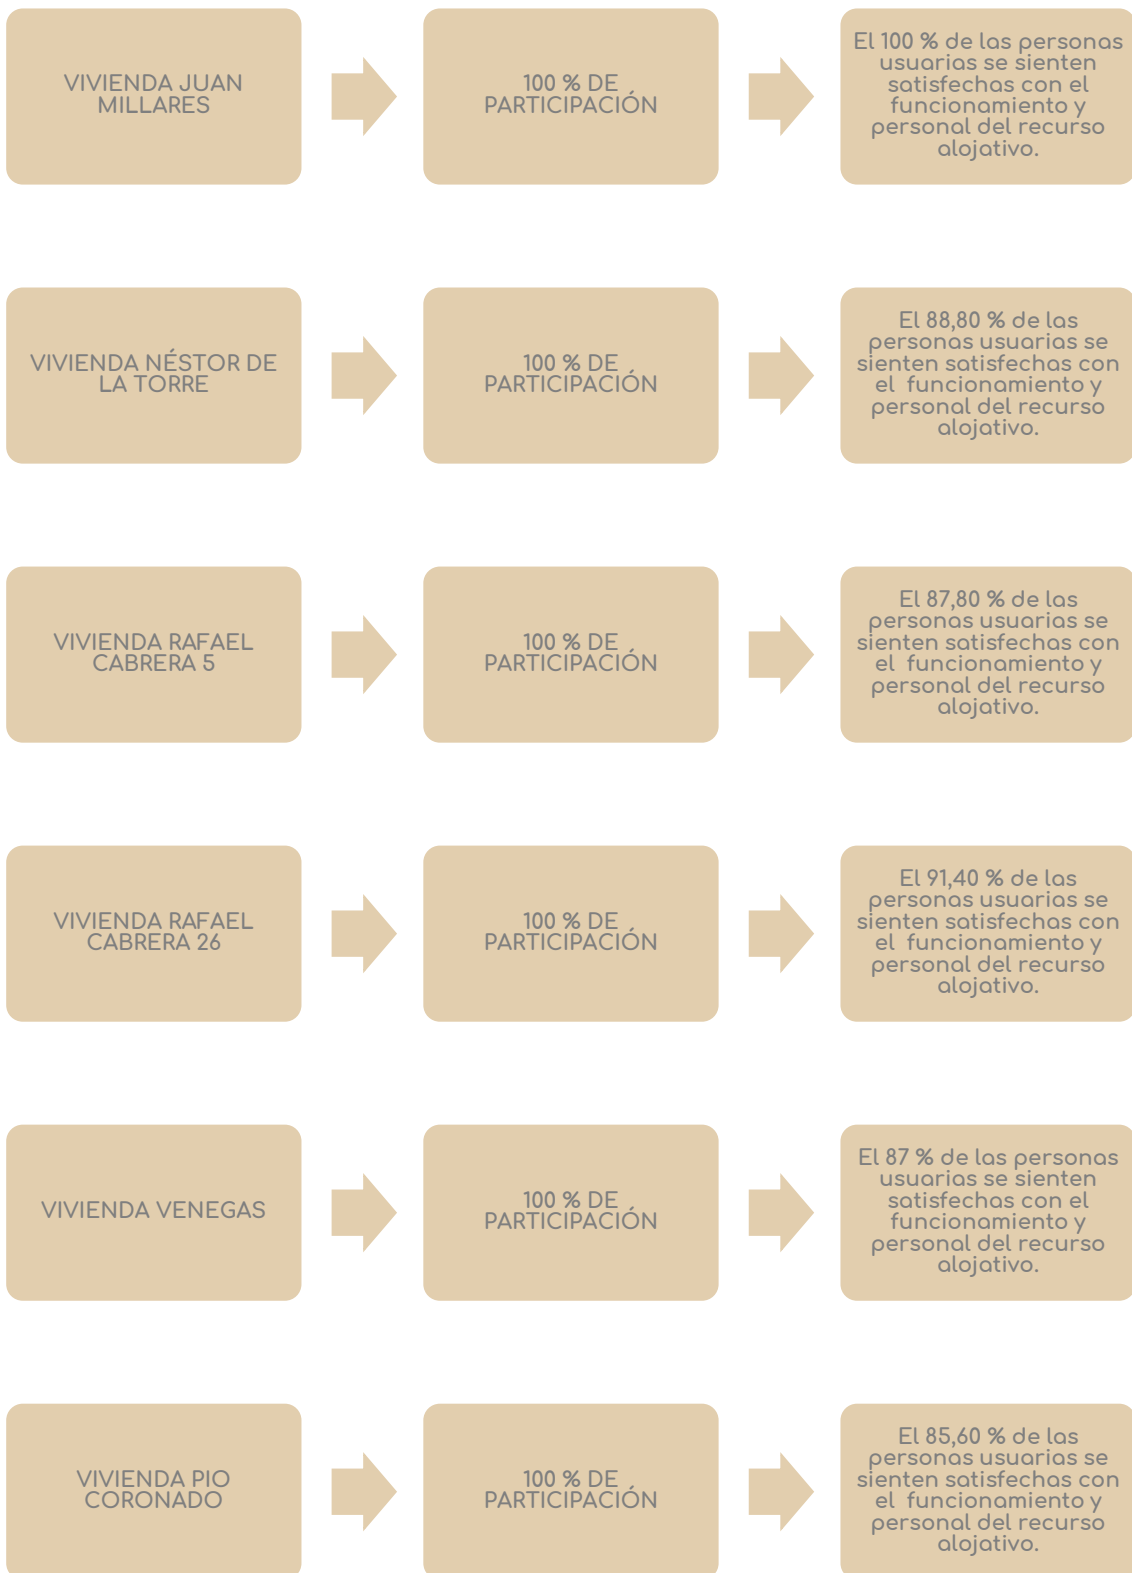 VIVIENDA JUAN
MILLARES
100 % DE
PARTICIPACIÓN
El 100 % de las personas
usuarias se sienten
satisfechas con el
funcionamiento y
personal del recurso
alojativo.
VIVIENDA NÉSTOR DE
LA TORRE
100 % DE
PARTICIPACIÓN
El 88,80 % de las
personas usuarias se
sienten satisfechas con
el funcionamiento y
personal del recurso
alojativo.
VIVIENDA RAFAEL
CABRERA 5
100 % DE
PARTICIPACIÓN
El 87,80 % de las
personas usuarias se
sienten satisfechas con
el funcionamiento y
personal del recurso
alojativo.
VIVIENDA RAFAEL
CABRERA 26
100 % DE
PARTICIPACIÓN
El 91,40 % de las
personas usuarias se
sienten satisfechas con
el funcionamiento y
personal del recurso
alojativo.
VIVIENDA VENEGAS
100 % DE
PARTICIPACIÓN
El 87 % de las personas
usuarias se sienten
satisfechas con el
funcionamiento y
personal del recurso
alojativo.
VIVIENDA PIO
CORONADO
100 % DE
PARTICIPACIÓN
El 85,60 % de las
personas usuarias se
sienten satisfechas con
el funcionamiento y
personal del recurso
alojativo.